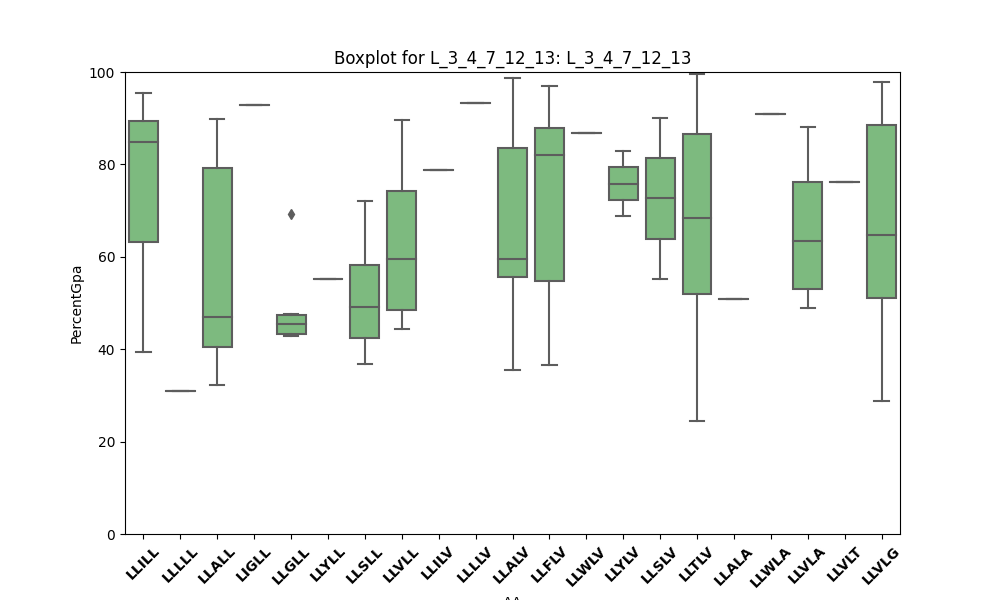 Boxplot for L_3_4_7_12_13: L_3_4_7_12_13
100
80
60
40
20
0
PercentGpa
LLILL LLLLL LLALL LIGLL LLGLL LLYLL LLSLL LLVLL LLILV LLLLV LLALV LLFLV LLWLV LLYLV LLSLV LLTLV LLALA LLWLA LLVLA LLVLT LLVLG